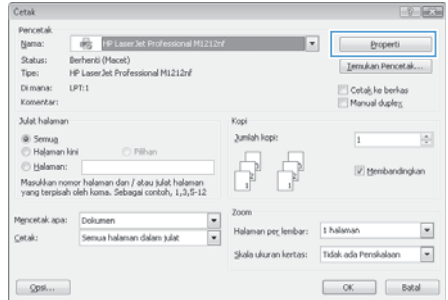 Cetak
Pencetak
Nama: HP LaserJet Professional M1212nf
Properti
Status: Berhenti (Macet)
Tipe: HP LaserJet Professional M1212nf
Temukan Pencetak...
Di mana: LPT:1
Cetak ke berkas
Komentar:
Manual duplex
Julat halaman
Semua
Halaman kini
Pilihan
Halaman:
Masukkan nomor halaman dan / atau julat halaman
yang terpisah oleh koma. Sebagai contoh, 1,3,5-12
Kopi
Jumlah kopi: 1
Membandingkan
Mencetak apa: Dokumen
Cetak: Semua halaman dalam julat
Zoom
Halaman per lembar: 1 halaman
Skala ukuran kertas: Tidak ada Penskalaan
Opsi...
OK
Batal